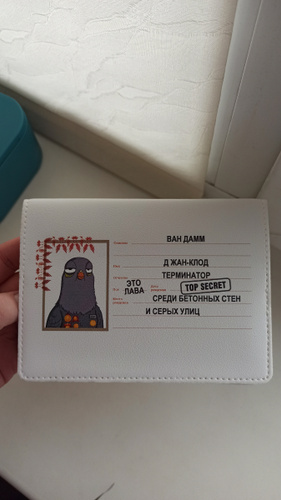 ВАН ДАММ
Д ЖАН-КЛОД
ТЕРМИНАТОР
ЭТО ЛАВА
TOP SECRET
СРЕДИ БЕТОННЫХ СТЕН
И СЕРЫХ УЛИЦ